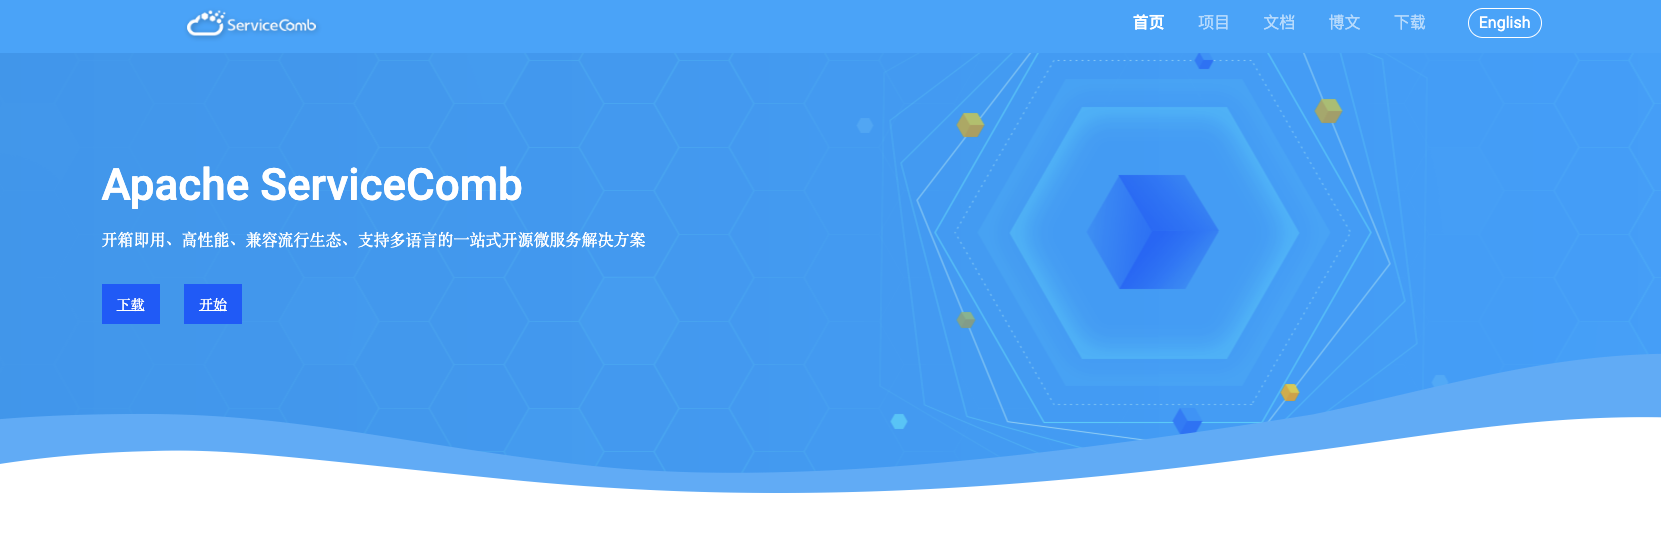 ServiceComb
首页 项目 文档 博文 下载 English
Apache ServiceComb
开箱即用、高性能、兼容流行生态、支持多语言的一站式开源微服务解决方案
下载 开始